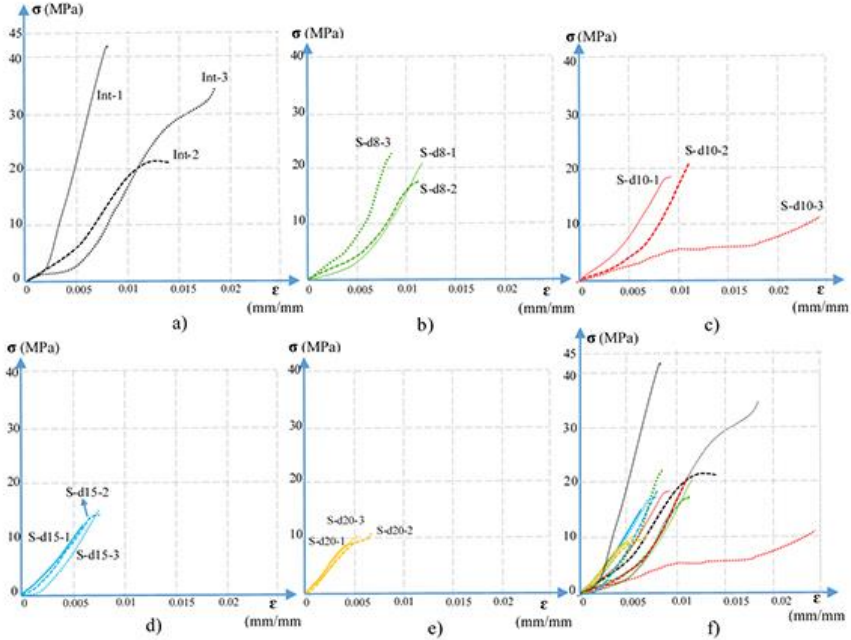 σ (MPa)
45
40
30
20
10
0
Int-1
Int-3
Int-2
0
0.005
0.01
0.015
0.02
ε
(mm/mm
a)
σ (MPa)
40
30
20
10
0
S-d8-3
S-d8-1
S-d8-2
0
0.005
0.01
0.015
0.02
ε
(mm/mm
b)
σ (MPa)
40
30
20
10
0
S-d10-1
S-d10-2
S-d10-3
0
0.005
0.01
0.015
0.02
ε
(mm/mm
c)
σ (MPa)
40
30
20
10
0
S-d15-2
S-d15-1
S-d15-3
0
0.005
0.01
0.015
0.02
ε
(mm/mm
d)
σ (MPa)
40
30
20
10
0
S-d20-3
S-d20-1
S-d20-2
0
0.005
0.01
0.015
0.02
ε
(mm/mm
e)
σ (MPa)
45
40
30
20
10
0
0
0.005
0.01
0.015
0.02
ε
(mm/mm
f)